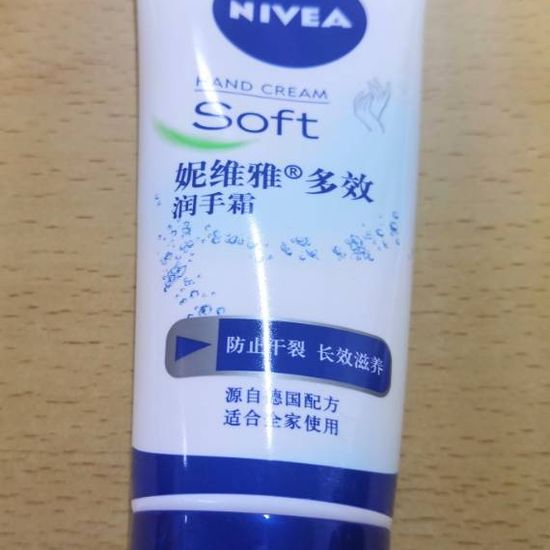 NIVEA
HAND CREAM
Soft
妮维雅®多效
润手霜
防止干裂 长效滋养
源自德国配方
适合全家使用